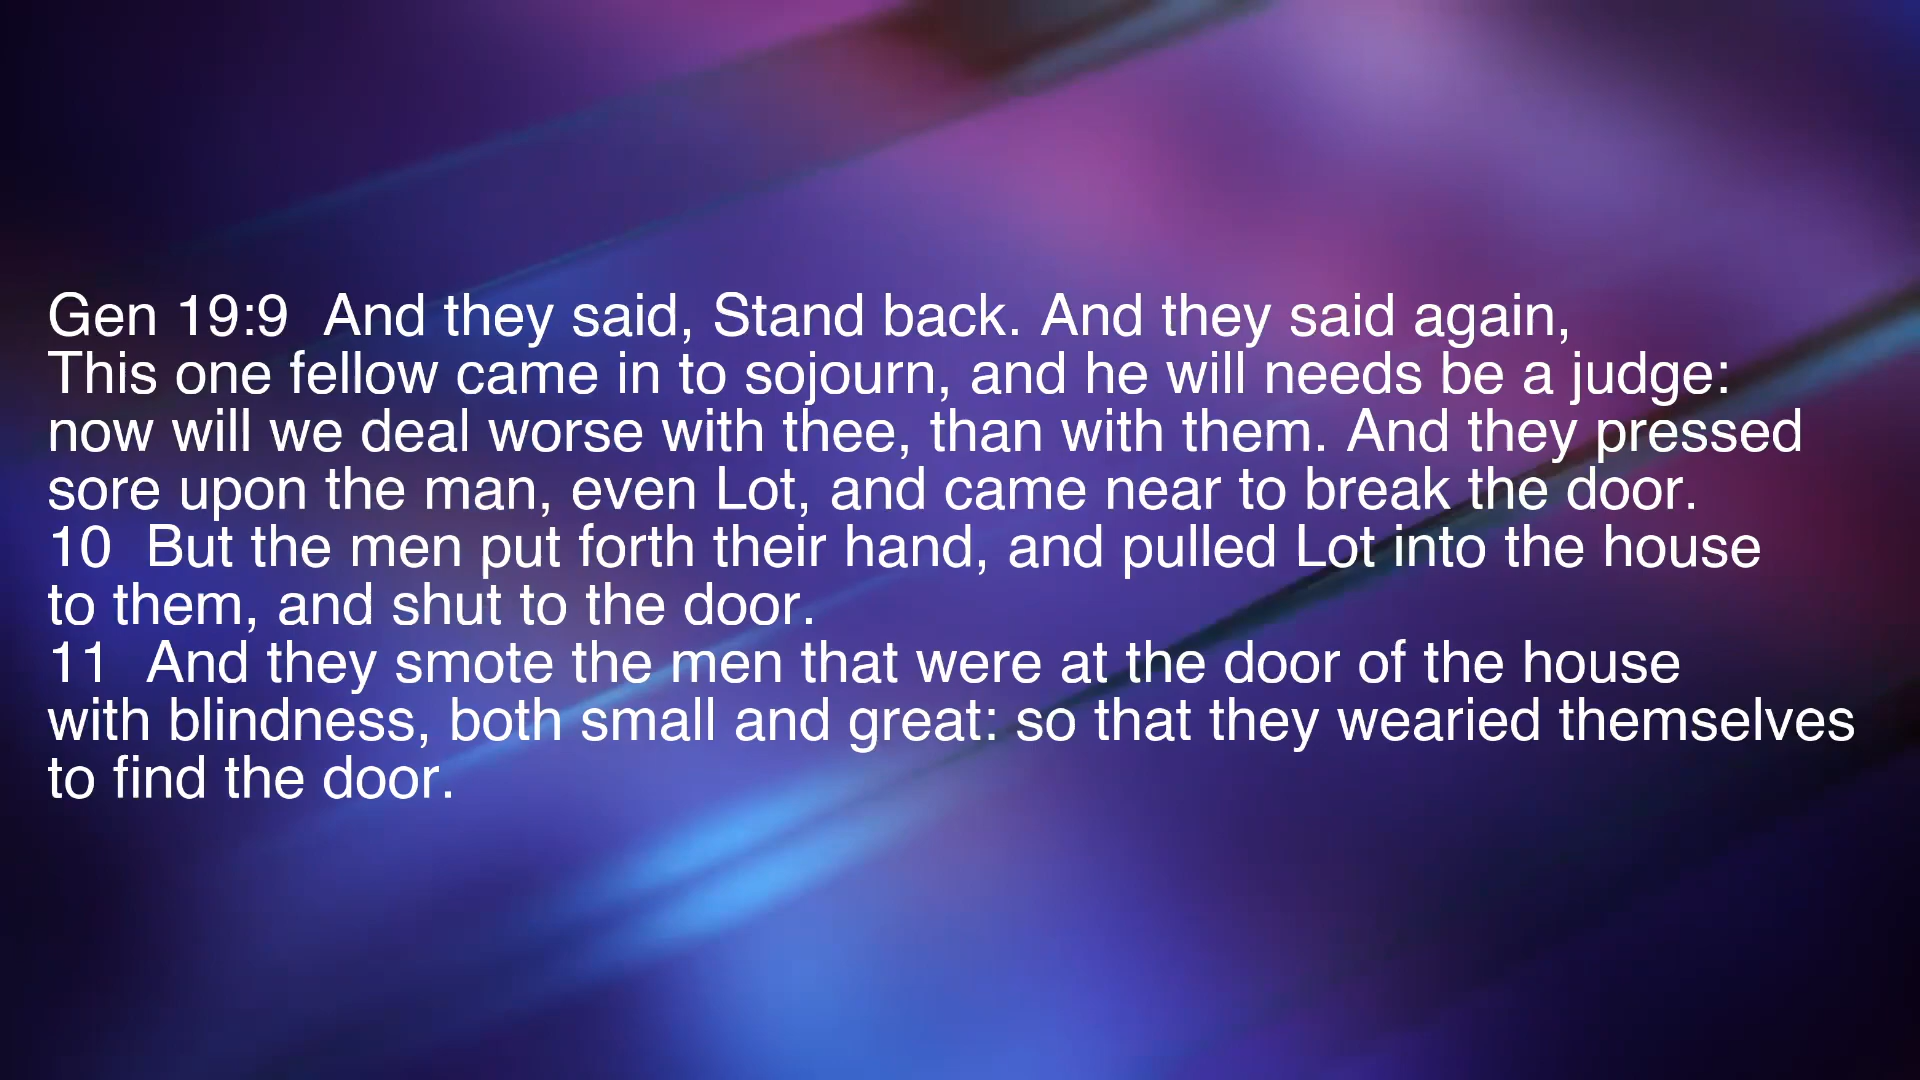 Gen 19:9  And they said, Stand back. And they said again,
This one fellow came in to sojourn, and he will needs be a judge:
now will we deal worse with thee, than with them. And they pressed
sore upon the man, even Lot, and came near to break the door.
10  But the men put forth their hand, and pulled Lot into the house
to them, and shut to the door.
11  And they smote the men that were at the door of the house
with blindness, both small and great: so that they wearied themselves
to find the door.